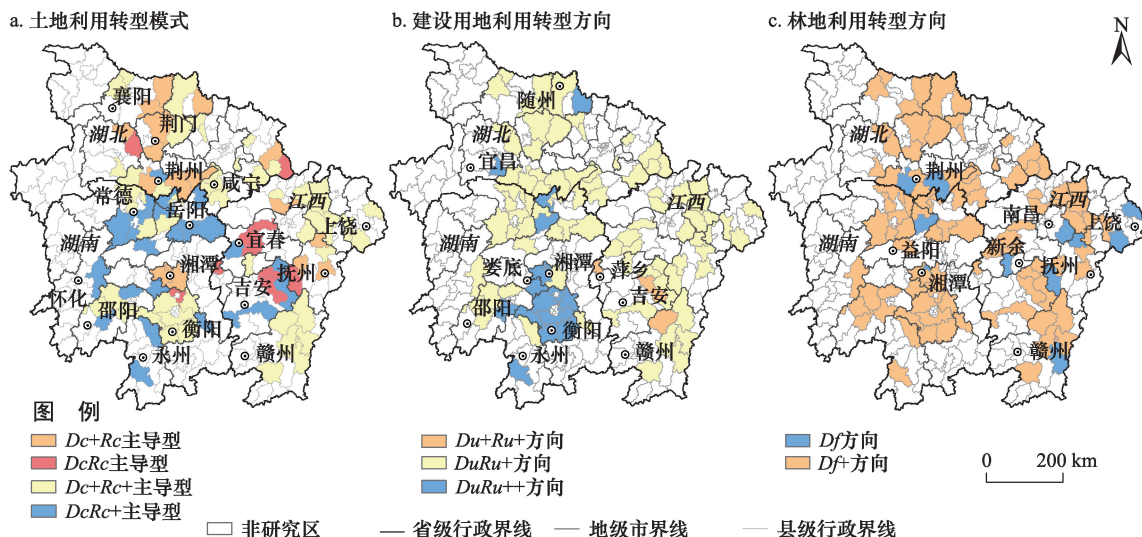 a. 土地利用转型模式
b. 建设用地利用转型方向
c. 林地利用转型方向
N
襄阳
荆门
湖北
荆州
咸宁
常德
岳阳
江西
上饶
湖南
宜春
湘潭
抚州
怀化
吉安
邵阳
衡阳
永州
赣州
随州
湖北
宜昌
江西
湖南
娄底
湘潭
萍乡
吉安
邵阳
衡阳
永州
赣州
湖北
荆州
江西
南昌
上饶
湖南
益阳
新余
抚州
湘潭
赣州
图 例
Dc+Rc主导型
DcRc主导型
Dc+Rc+主导型
DcRc+主导型
Du+Ru+方向
DuRu+方向
DuRu++方向
Df方向
Df+方向
0 200 km
非研究区
省级行政界线
地级市界线
县级行政界线